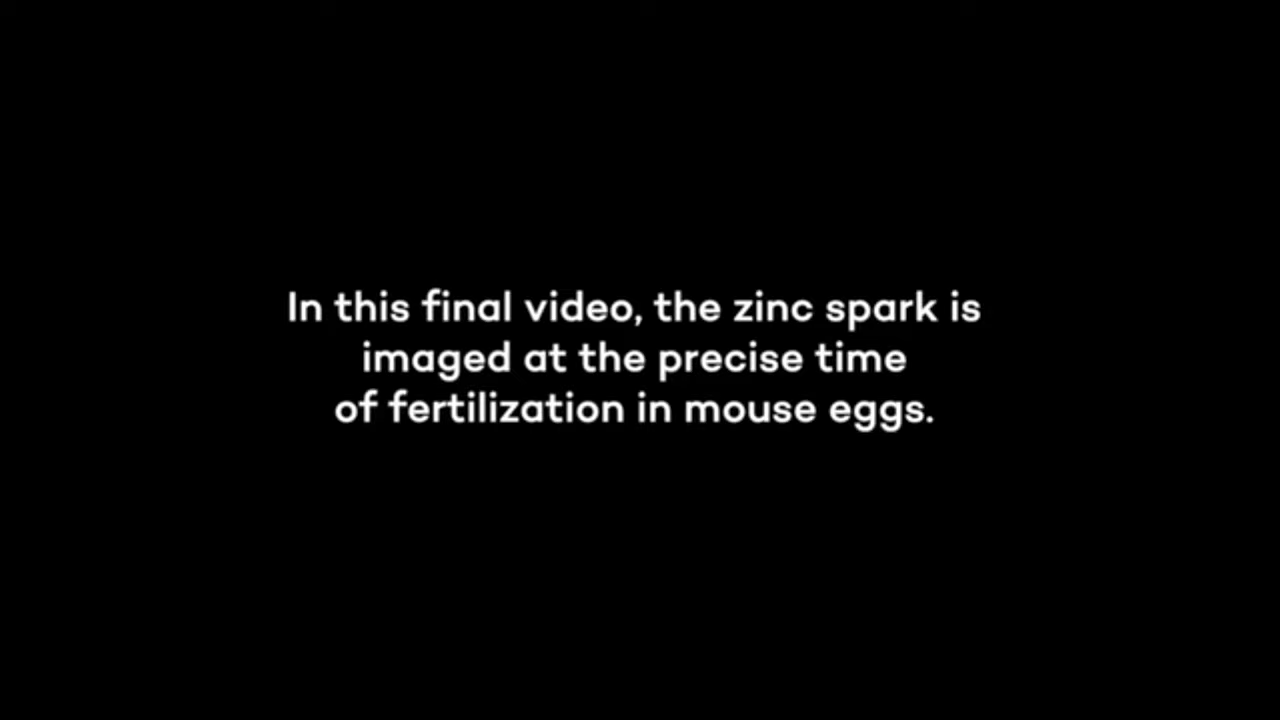 In this final video, the zinc spark is
imaged at the precise time
of fertilization in mouse eggs.